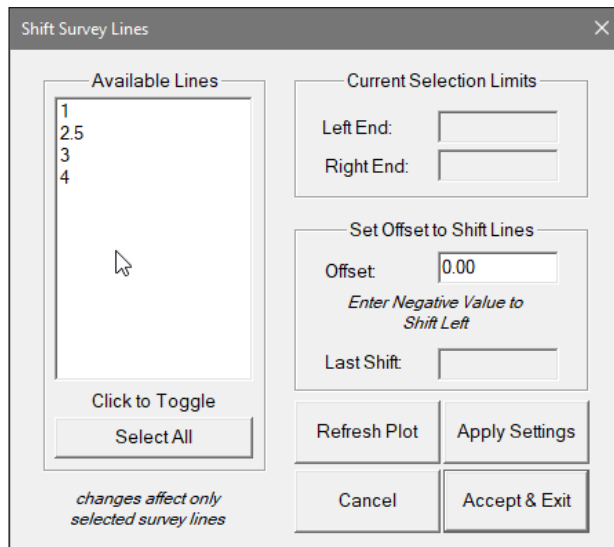 Shift Survey Lines
Available Lines
1
2.5
3
4
Click to Toggle
Select All
changes affect only
selected survey lines
Current Selection Limits
Left End:
Right End:
Set Offset to Shift Lines
Offset: 0.00
Enter Negative Value to
Shift Left
Last Shift:
Refresh Plot
Apply Settings
Cancel
Accept & Exit